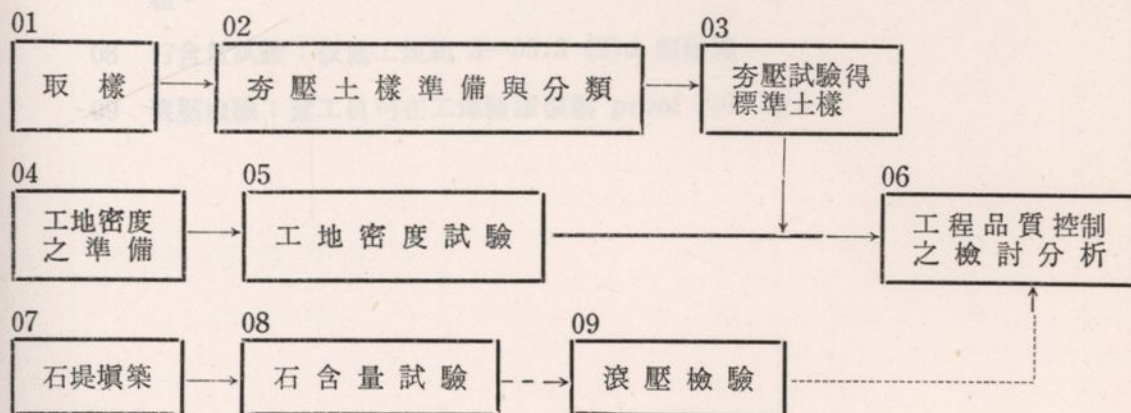 01
取樣
02
夯壓土樣準備與分類
03
夯壓試驗得
標準土樣
04
工地密度
之準備
05
工地密度試驗
06
工程品質控制
之檢討分析
07
石堤塡築
08
石含量試驗
09
滾壓檢驗